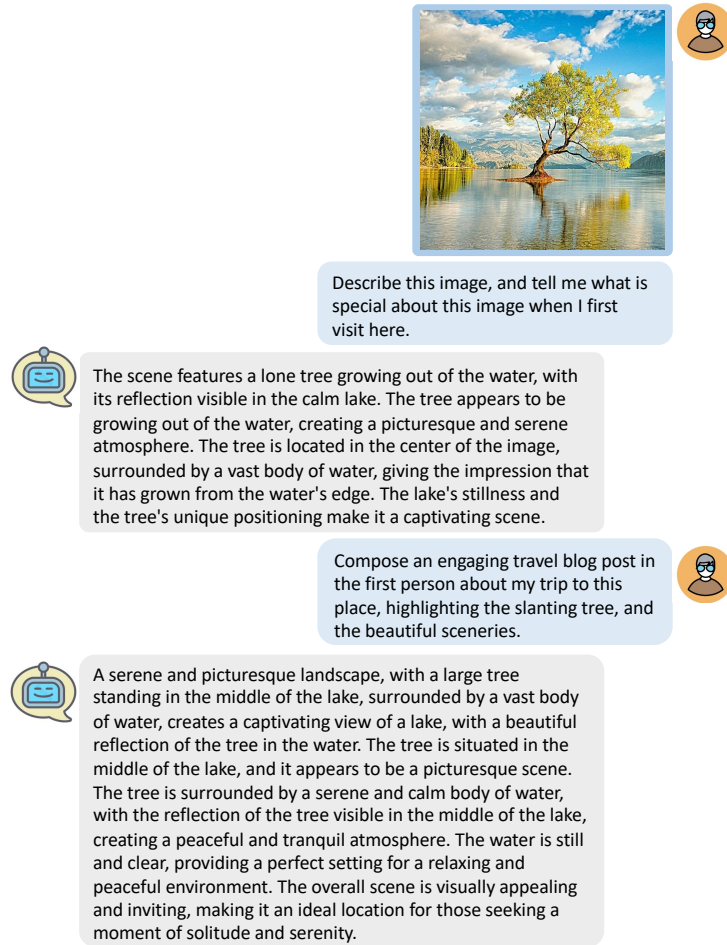 Describe this image, and tell me what is
special about this image when I first
visit here.
The scene features a lone tree growing out of the water, with
its reflection visible in the calm lake. The tree appears to be
growing out of the water, creating a picturesque and serene
atmosphere. The tree is located in the center of the image,
surrounded by a vast body of water, giving the impression that
it has grown from the water's edge. The lake's stillness and
the tree's unique positioning make it a captivating scene.
Compose an engaging travel blog post in
the first person about my trip to this
place, highlighting the slanting tree, and
the beautiful sceneries.
A serene and picturesque landscape, with a large tree
standing in the middle of the lake, surrounded by a vast body
of water, creates a captivating view of a lake, with a beautiful
reflection of the tree in the water. The tree is situated in the
middle of the lake, and it appears to be a picturesque scene.
The tree is surrounded by a serene and calm body of water,
with the reflection of the tree visible in the middle of the lake,
creating a peaceful and tranquil atmosphere. The water is still
and clear, providing a perfect setting for a relaxing and
peaceful environment. The overall scene is visually appealing
and inviting, making it an ideal location for those seeking a
moment of solitude and serenity.